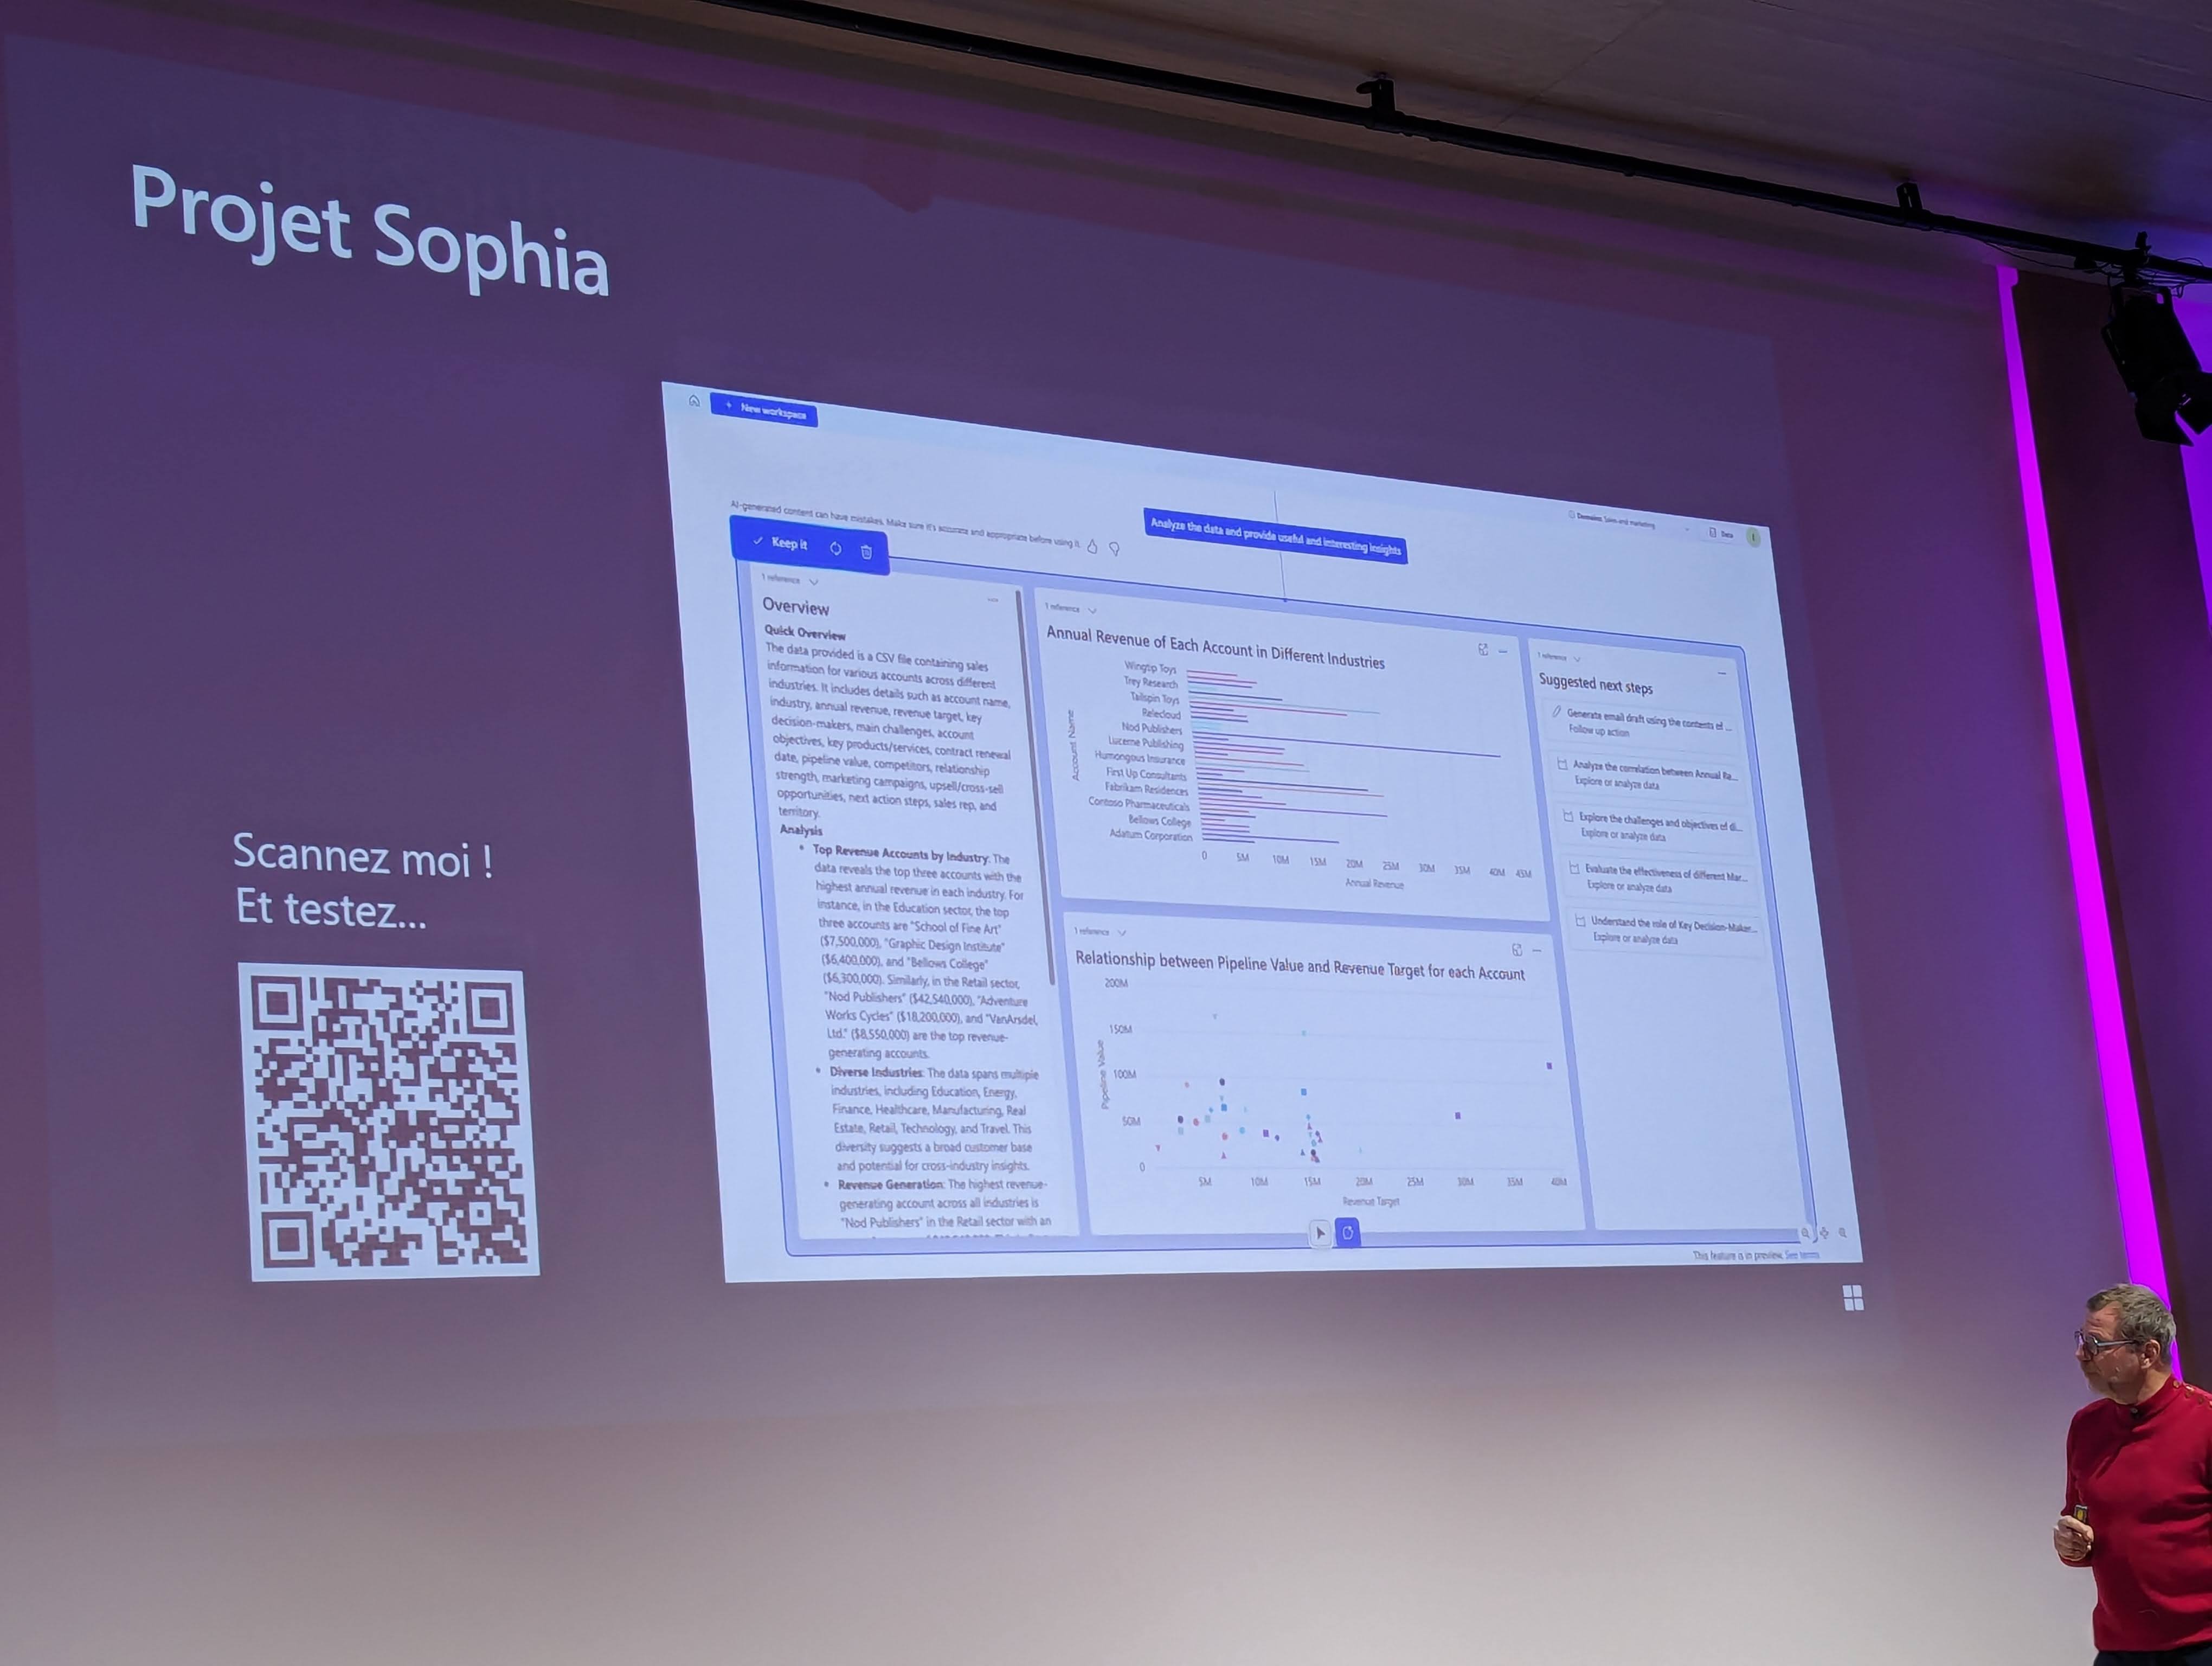 Projet Sophia
Scannez moi !
Et testez...
New workspace
AI-generated content can have mistakes. Make sure it's accurate and appropriate before using it.
Analyze the data and provide useful and interesting insights
Domains: Sales and marketing
Data
Keep it
1 reference
Overview
Quick Overview
The data provided is a CSV file containing sales
information for various accounts across different
industries. It includes details such as account name,
industry, annual revenue, revenue target, key
decision-makers, main challenges, account
objectives, key products/services, contract renewal
date, pipeline value, competitors, relationship
strength, marketing campaigns, upsell/cross-sell
opportunities, next action steps, sales rep, and
territory.
Analysis
• Top Revenue Accounts by Industry: The
data reveals the top three accounts with the
highest annual revenue in each industry. For
instance, in the Education sector, the top
three accounts are "School of Fine Art"
($7,500,000), "Graphic Design Institute"
($6,400,000), and "Bellows College"
($6,300,000). Similarly, in the Retail sector,
"Nod Publishers" ($42,540,000), "Adventure
Works Cycles" ($18,200,000), and "VanArsdel,
Ltd." ($8,550,000) are the top revenue-
generating accounts.
• Diverse Industries: The data spans multiple
industries, including Education, Energy,
Finance, Healthcare, Manufacturing, Real
Estate, Retail, Technology, and Travel. This
diversity suggests a broad customer base
and potential for cross-industry insights.
• Revenue Generation: The highest revenue-
generating account across all industries is
"Nod Publishers" in the Retail sector with an
1 reference
Annual Revenue of Each Account in Different Industries
Account Name
Wingtip Toys
Trey Research
Tailspin Toys
Relecloud
Nod Publishers
Lucerne Publishing
Humongous Insurance
First Up Consultants
Fabrikam Residences
Contoso Pharmaceuticals
Bellows College
Adatum Corporation
0 5M 10M 15M 20M 25M 30M 35M 40M 45M
Annual Revenue
1 reference
Relationship between Pipeline Value and Revenue Target for each Account
Pipeline Value
200M
150M
100M
50M
0
5M 10M 15M 20M 25M 30M 35M 40M
Revenue Target
1 reference
Suggested next steps
Generate email draft using the contents of ...
Follow up action
Analyze the correlation between Annual Re...
Explore or analyze data
Explore the challenges and objectives of di...
Explore or analyze data
Evaluate the effectiveness of different Mar...
Explore or analyze data
Understand the role of Key Decision-Maker...
Explore or analyze data
This feature is in preview. See terms